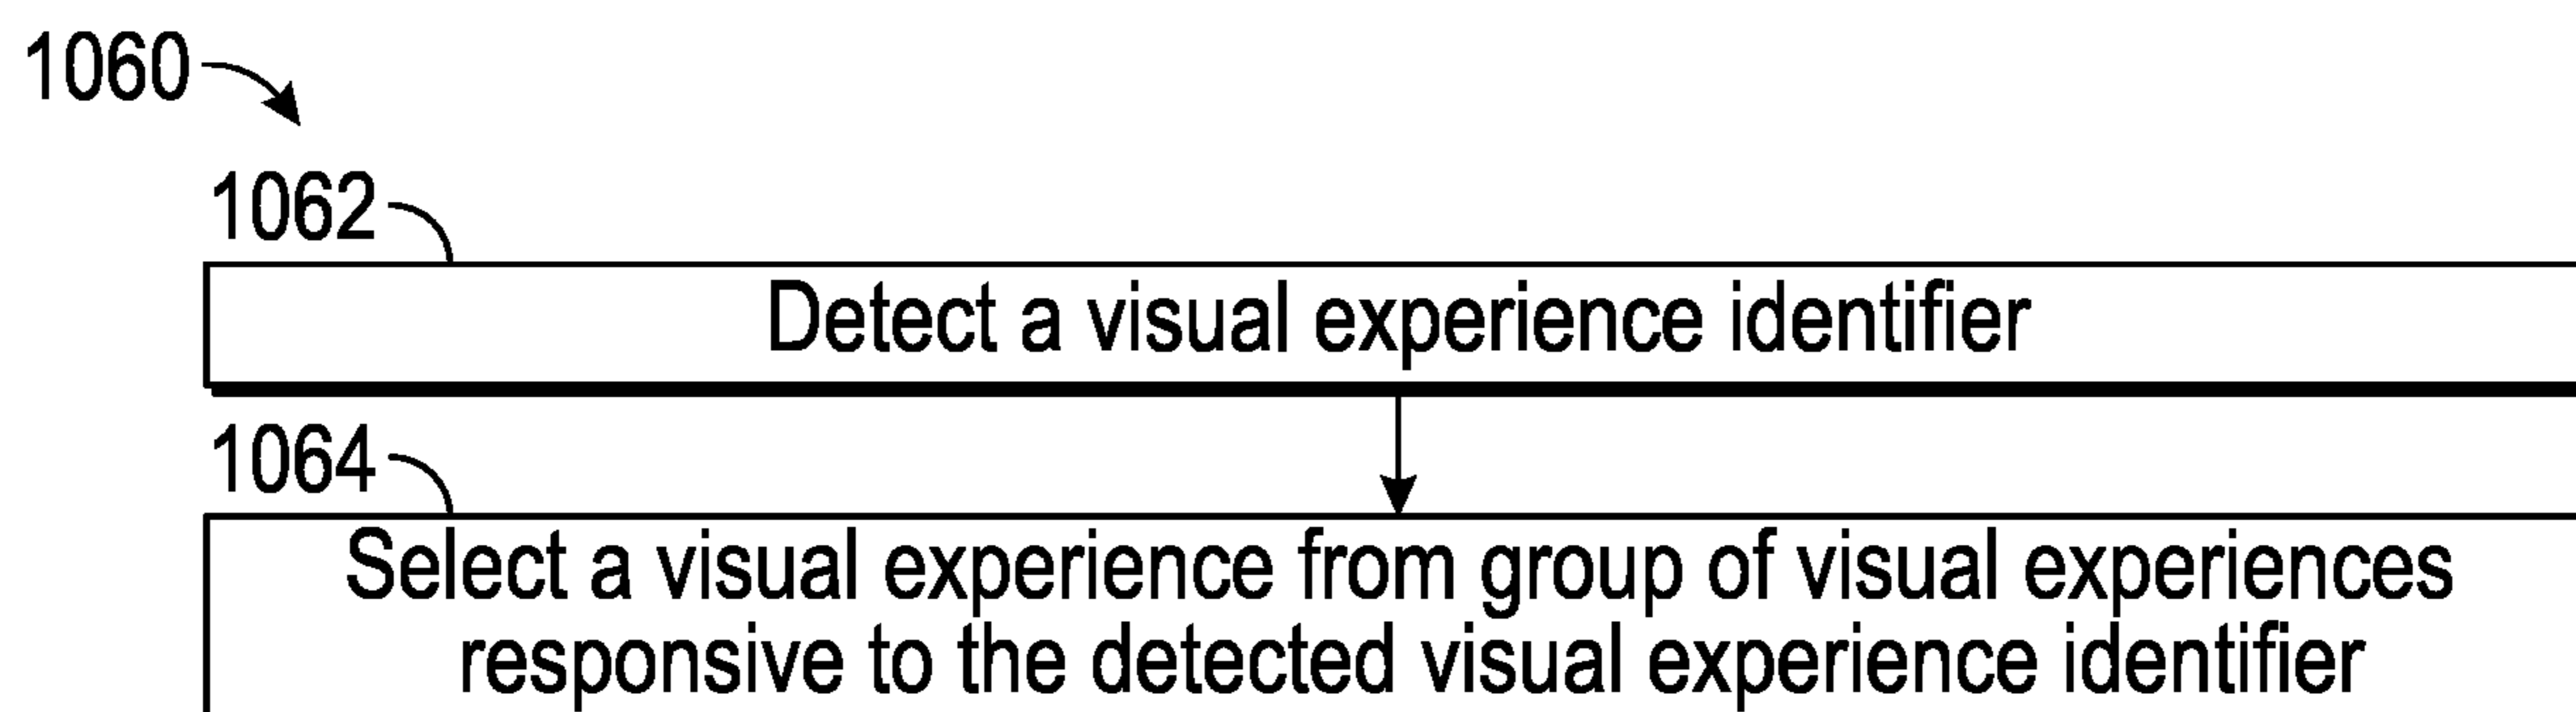 1060
1062
Detect a visual experience identifier
1064
Select a visual experience from group of visual experiences
responsive to the detected visual experience identifier